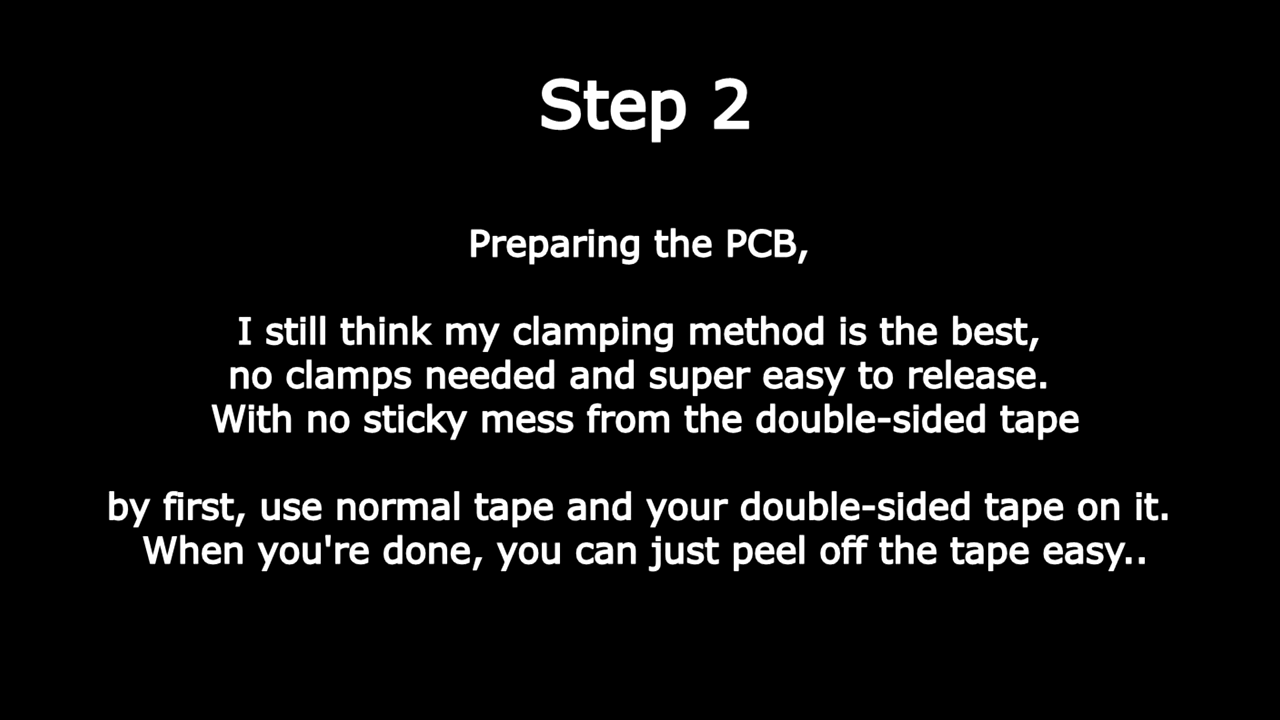 Step 2
Preparing the PCB,
I still think my clamping method is the best,
no clamps needed and super easy to release.
With no sticky mess from the double-sided tape
by first, use normal tape and your double-sided tape on it.
When you're done, you can just peel off the tape easy..